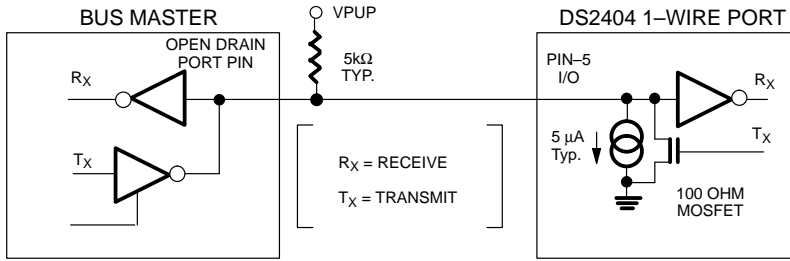 BUS MASTER
VPUP
DS2404 1–WIRE PORT
OPEN DRAIN
PORT PIN
5kΩ
TYP.
PIN–5
I/O
RX
RX
TX
TX
5 µA
Typ.
RX = RECEIVE
TX = TRANSMIT
100 OHM
MOSFET